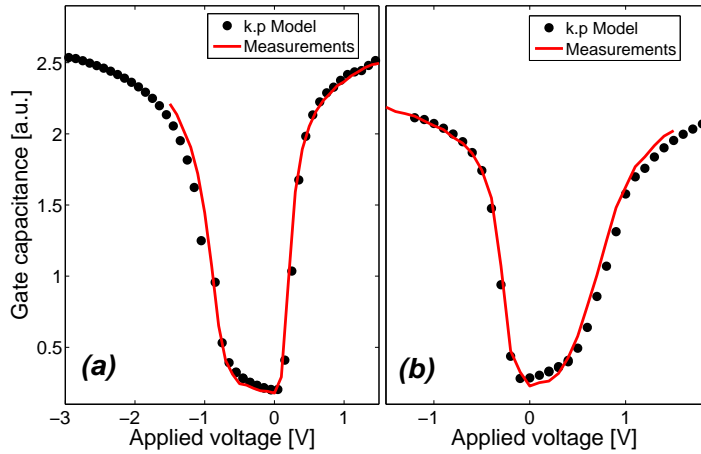 k.p Model
Measurements
k.p Model
Measurements
Gate capacitance [a.u.]
2.5
2
1.5
1
0.5
(a)
(b)
−3 −2 −1 0 1
−1 0 1
Applied voltage [V]
Applied voltage [V]